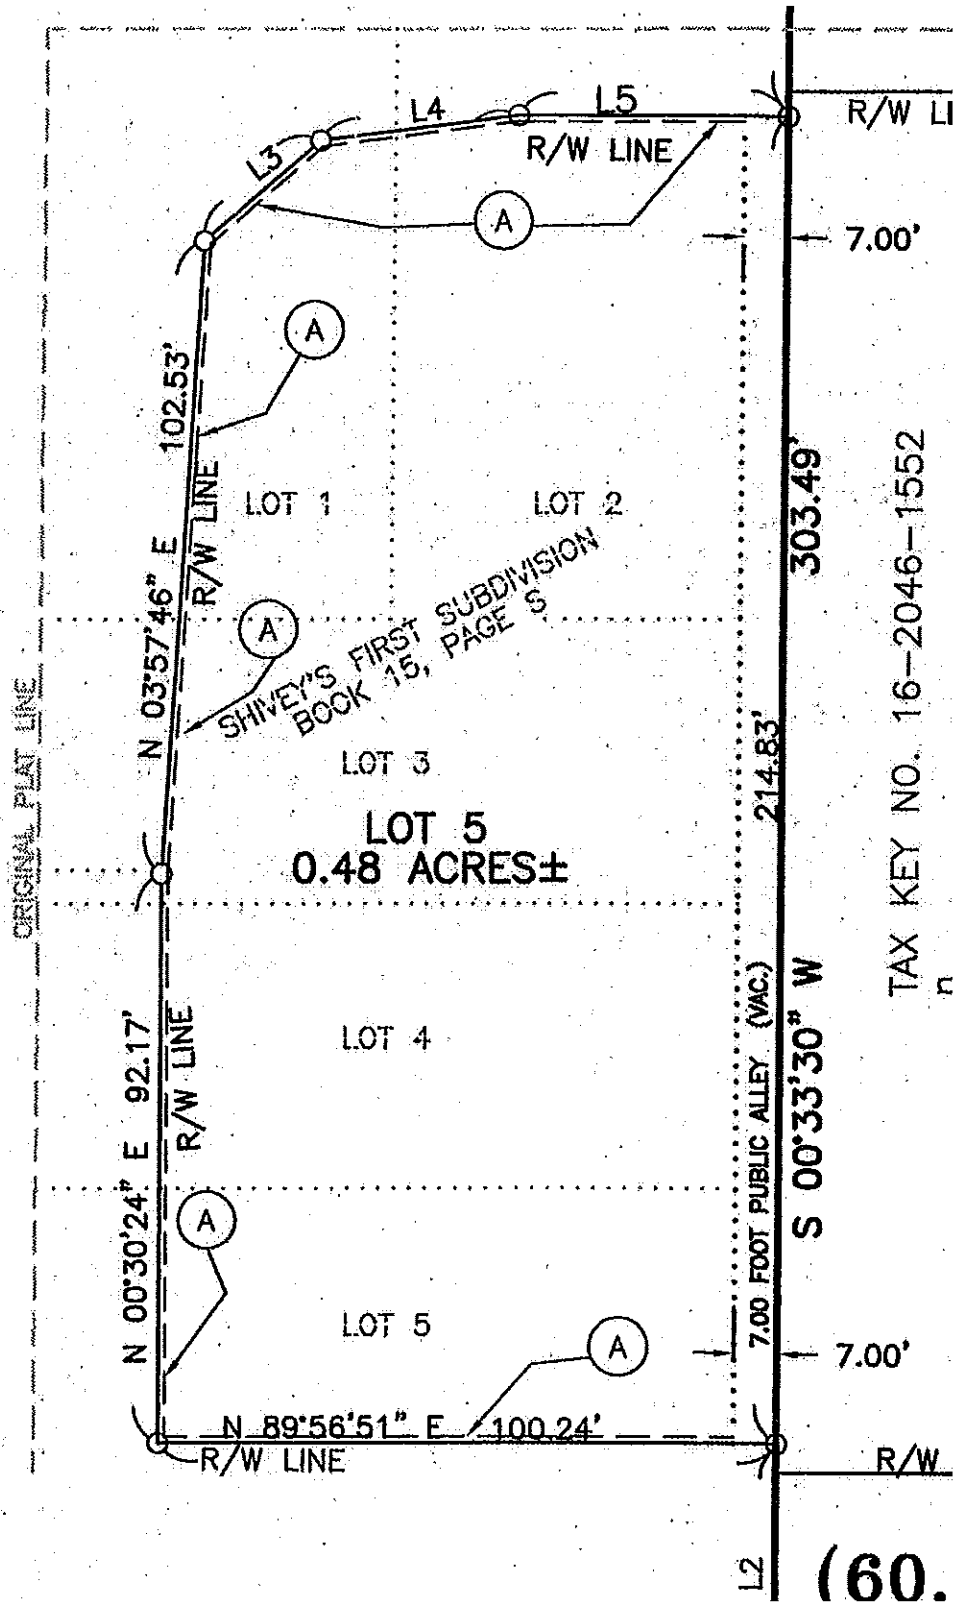 L3
L4
L5
R/W LINE
R/W LI
A
7.00'
A
102.53'
N 03°57'46" E
R/W LINE
LOT 1
LOT 2
303.49'
TAX KEY NO. 16-2046-1552
A
SHIVEY'S FIRST SUBDIVISION
BOOK 15, PAGE S
ORIGINAL PLAT LINE
LOT 3
214.83'
LOT 5
0.48 ACRES±
LOT 4
N 00°30'24" E 92.17'
R/W LINE
7.00 FOOT PUBLIC ALLEY (VAC.)
S 00°33'30" W
A
LOT 5
A
7.00'
N 89°56'51" E 100.24'
R/W LINE
R/W
L2
(60.